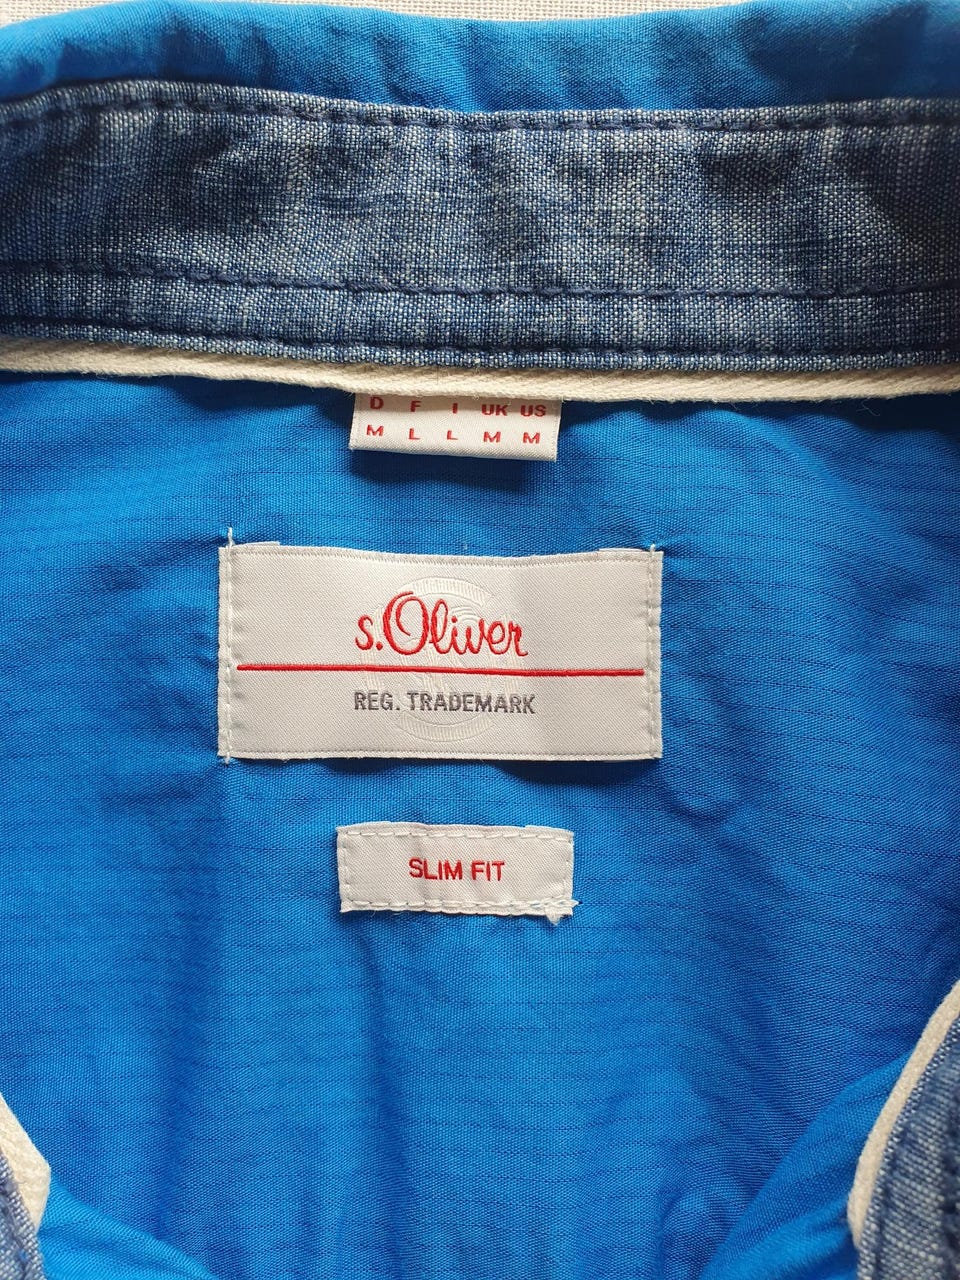 D F I UK US
M L L M M
s.Oliver
REG. TRADEMARK
SLIM FIT